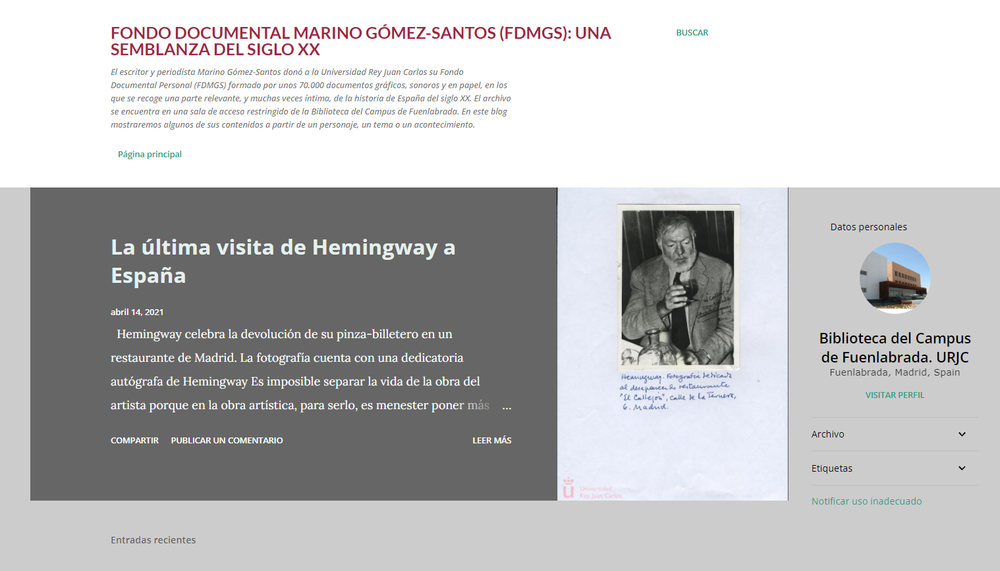 FONDO DOCUMENTAL MARINO GÓMEZ-SANTOS (FDMGS): UNA
SEMBLANZA DEL SIGLO XX
BUSCAR
El escritor y periodista Marino Gómez-Santos donó a la Universidad Rey Juan Carlos su Fondo
Documental Personal (FDMGS) formado por unos 70.000 documentos gráficos, sonoros y en papel, en los
que se recoge una parte relevante, y muchas veces íntima, de la historia de España del siglo XX. El archivo
se encuentra en una sala de acceso restringido de la Biblioteca del Campus de Fuenlabrada. En este blog
mostraremos algunos de sus contenidos a partir de un personaje, un tema o un acontecimiento.
Página principal
La última visita de Hemingway a
España
abril 14, 2021
Hemingway celebra la devolución de su pinza-billetero en un
restaurante de Madrid. La fotografía cuenta con una dedicatoria
autógrafa de Hemingway Es imposible separar la vida de la obra del
artista porque en la obra artística, para serlo, es menester poner más ...
COMPARTIR PUBLICAR UN COMENTARIO LEER MÁS
Hemingway. Fotografía dedicada
al desaparecido restaurante
"El Callejón", calle de la Ternera,
6. Madrid.
Universidad
Rey Juan Carlos
Datos personales
Biblioteca del Campus
de Fuenlabrada. URJC
Fuenlabrada, Madrid, Spain
VISITAR PERFIL
Archivo
Etiquetas
Notificar uso inadecuado
Entradas recientes